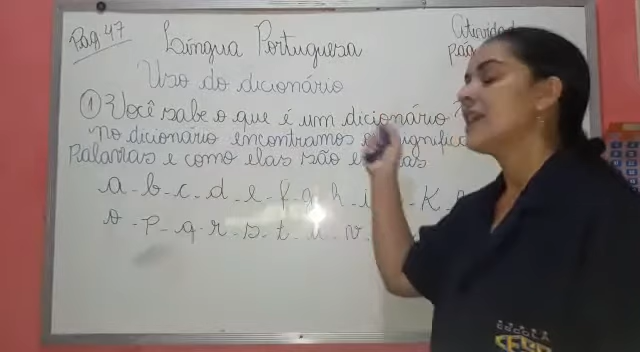 Pag 47
Língua Portuguesa
Uso do dicionário
① Você sabe o que é um dicionário?
No dicionário encontramos
Palavras e como elas são
a - b - c - d - e - f - g - h - i - K
o - p - q - r - s - t - u - v